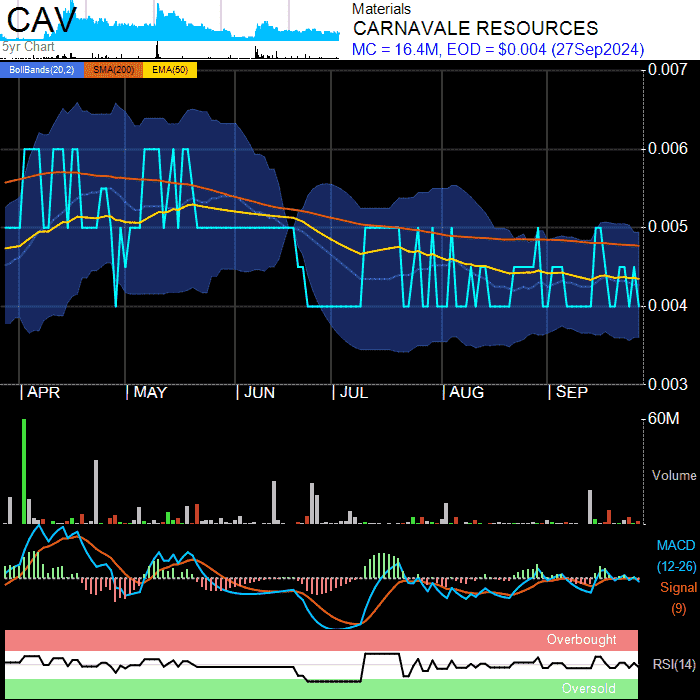 CAV
5yr Chart
Materials
CARNAVALE RESOURCES
MC = 16.4M, EOD = $0.004 (27Sep2024)
BollBands(20,2) SMA(200) EMA(50)
0.007
0.006
0.005
0.004
0.003
APR MAY JUN JUL AUG SEP
60M
Volume
MACD
(12-26)
Signal
(9)
Overbought
RSI(14)
Oversold